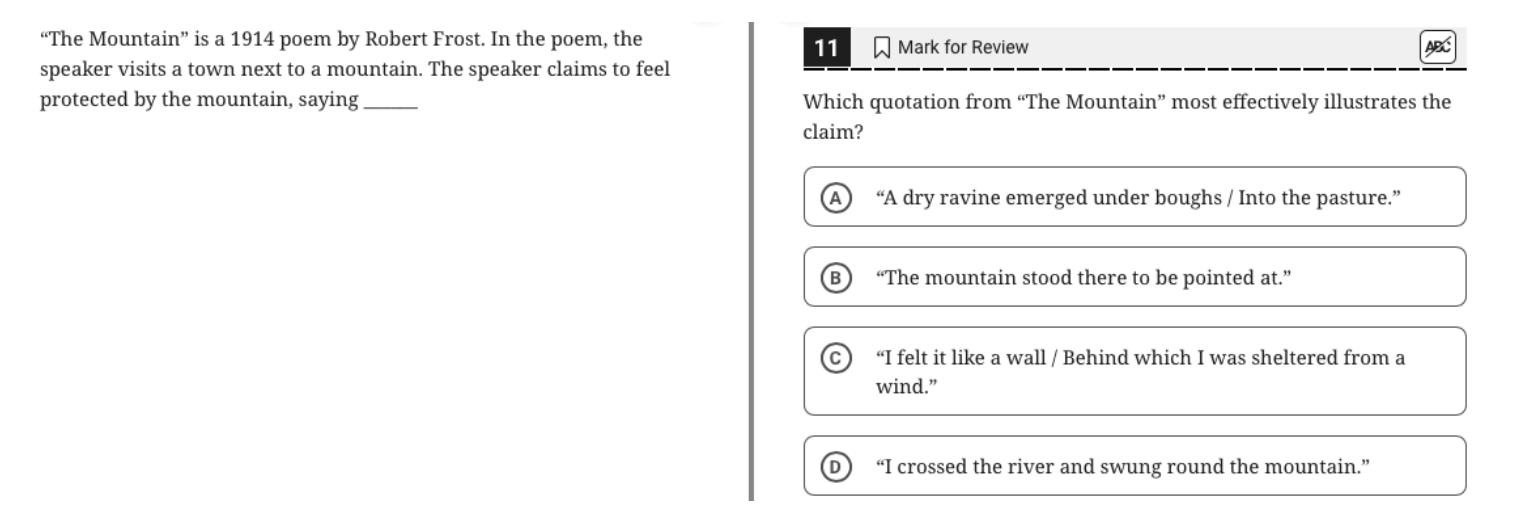 “The Mountain” is a 1914 poem by Robert Frost. In the poem, the
speaker visits a town next to a mountain. The speaker claims to feel
protected by the mountain, saying ______
11 Mark for Review ABC
Which quotation from “The Mountain” most effectively illustrates the
claim?
A “A dry ravine emerged under boughs / Into the pasture.”
B “The mountain stood there to be pointed at.”
C “I felt it like a wall / Behind which I was sheltered from a
wind.”
D “I crossed the river and swung round the mountain.”